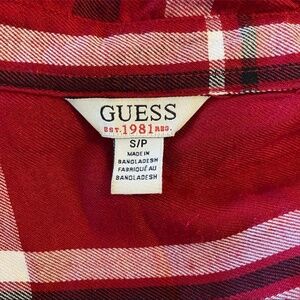 GUESS
EST. 1981 REG.
S/P
MADE IN
BANGLADESH
FABRIQUÉ AU
BANGLADESH